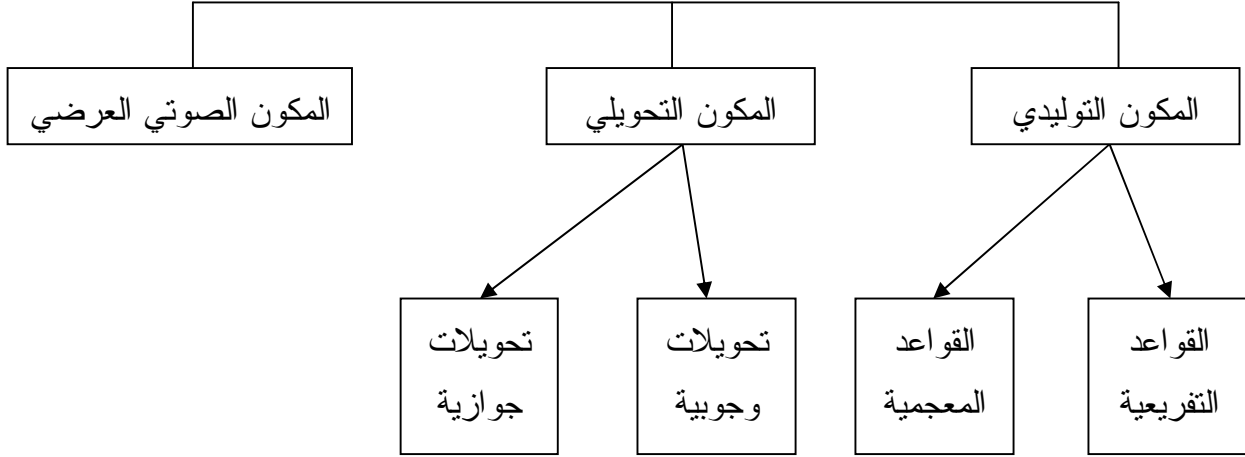 المكون التوليدي
المكون التحويلي
المكون الصوتي العرضي
القواعد
التفريعية
القواعد
المعجمية
تحويلات
وجوبية
تحويلات
جوازية